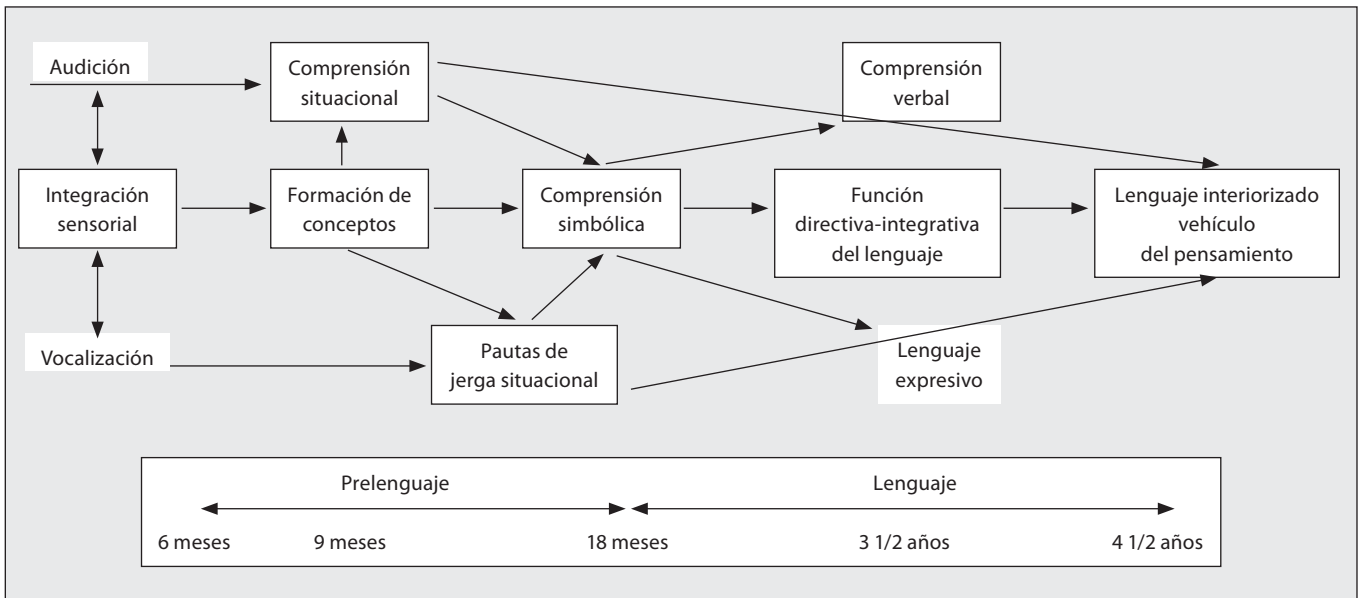 Audición
Comprensión
situacional
Comprensión
verbal
Integración
sensorial
Formación de
conceptos
Comprensión
simbólica
Función
directiva-integrativa
del lenguaje
Lenguaje interiorizado
vehículo
del pensamiento
Vocalización
Pautas de
jerga situacional
Lenguaje
expresivo
Prelenguaje
Lenguaje
6 meses
9 meses
18 meses
3 1/2 años
4 1/2 años